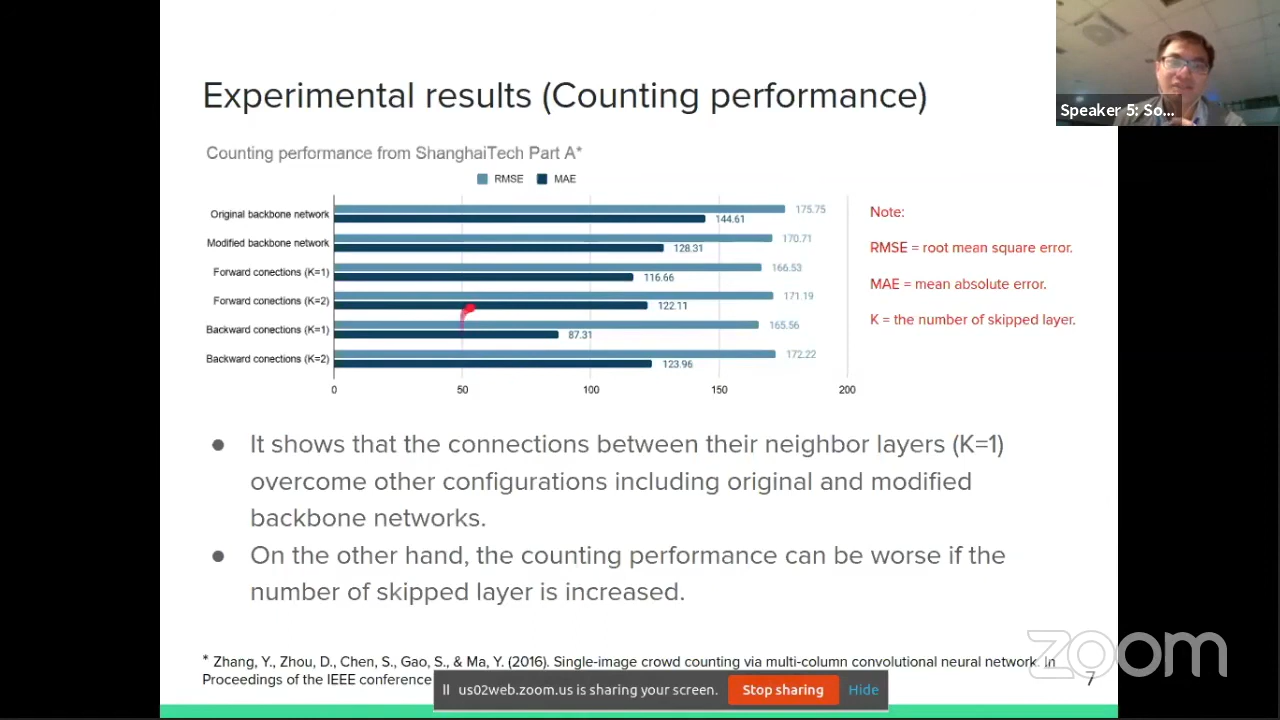 Experimental results (Counting performance)
Speaker 5: So...
Counting performance from ShanghaiTech Part A*
RMSE MAE
Original backbone network 175.75
144.61
Modified backbone network 170.71
128.31
Forward conections (K=1) 166.53
116.66
Forward conections (K=2) 171.19
122.11
Backward conections (K=1) 165.56
87.31
Backward conections (K=2) 172.22
123.96
0 50 100 150 200
Note:
RMSE = root mean square error.
MAE = mean absolute error.
K = the number of skipped layer.
● It shows that the connections between their neighbor layers (K=1)
overcome other configurations including original and modified
backbone networks.
● On the other hand, the counting performance can be worse if the
number of skipped layer is increased.
* Zhang, Y., Zhou, D., Chen, S., Gao, S., & Ma, Y. (2016). Single-image crowd counting via multi-column convolutional neural network. In
Proceedings of the IEEE conference
us02web.zoom.us is sharing your screen. Stop sharing Hide
7
zoom